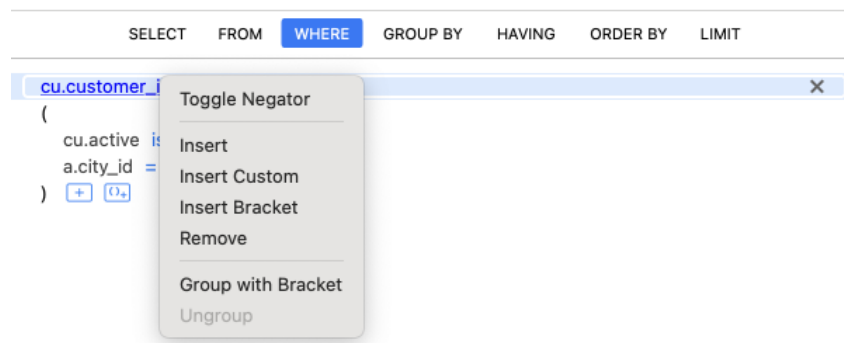 SELECT FROM WHERE GROUP BY HAVING ORDER BY LIMIT
cu.customer_i
(
cu.active is
a.city_id =
)
Toggle Negator
Insert
Insert Custom
Insert Bracket
Remove
Group with Bracket
Ungroup